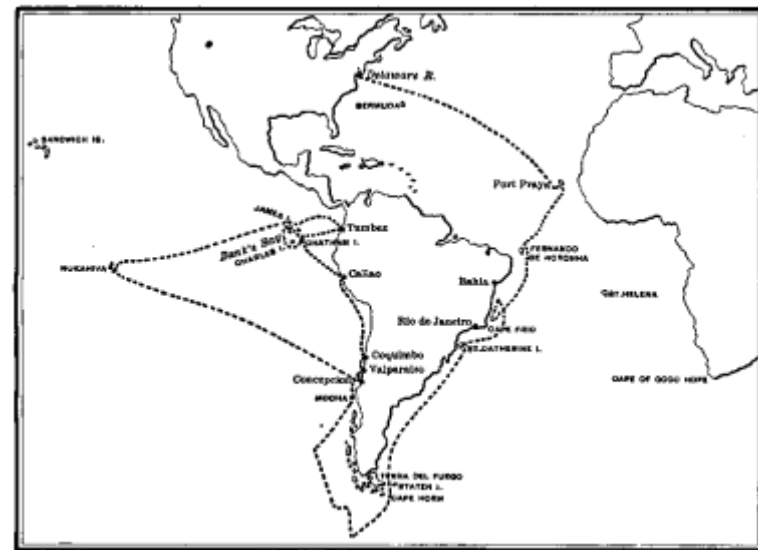 Delaware R.
BERMUDAS
SANDWICH IS.
Port Praya
JAMES I.
Tumbez
CHATHAM I.
CHARLES I.
FERNANDO
DE NORONHA
NUKAHIVA
Callao
Bahia
ST. HELENA
Rio de Janeiro
CAPE FRIO
ST. CATHERINE I.
Coquimbo
Valparaiso
Concepcion
MOCHA
CAPE OF GOOD HOPE
TERRA DEL FUEGO
STATEN I.
CAPE HORN